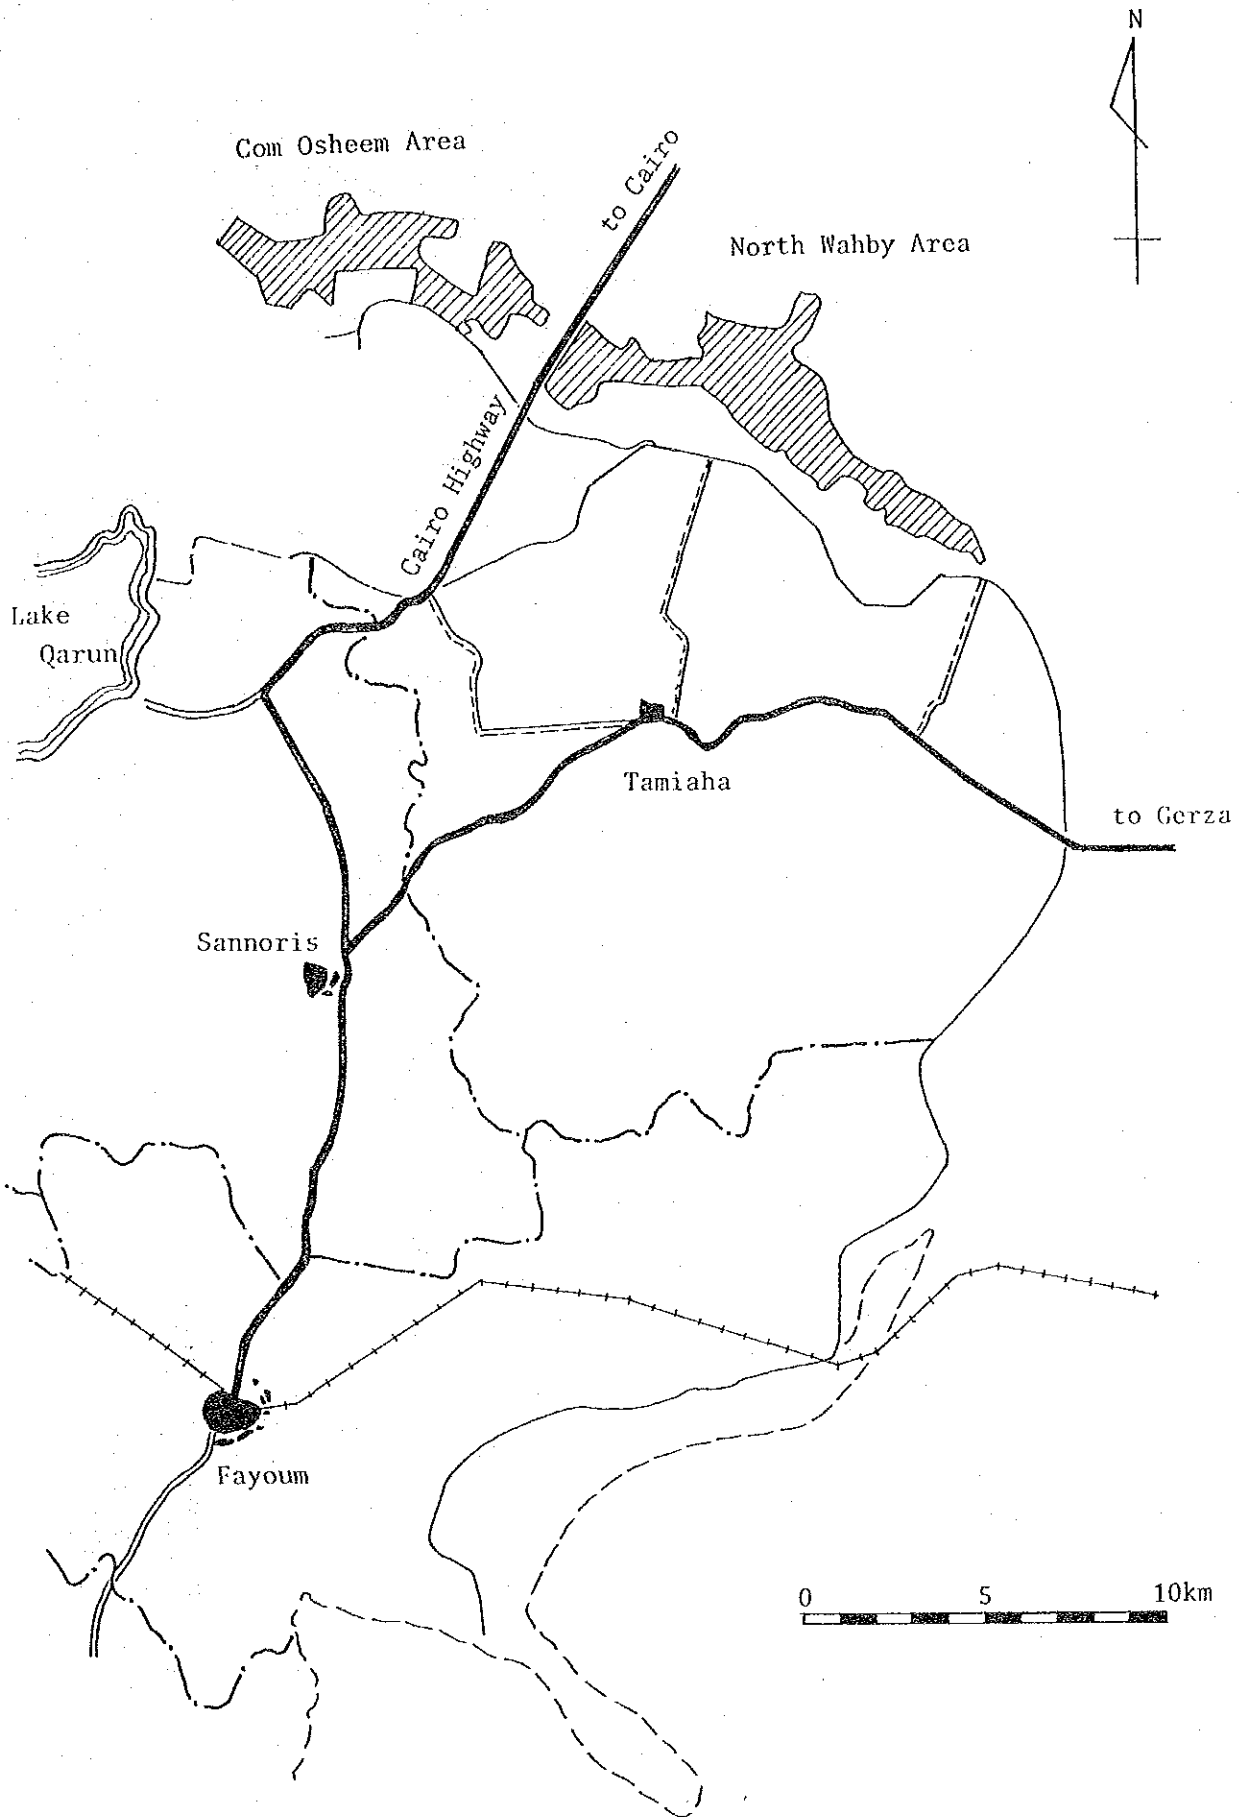 N
Com Osheem Area
to Cairo
North Wahby Area
Cairo Highway
Lake
Qarun
Tamiaha
to Gerza
Sannoris
Fayoum
0 5 10km